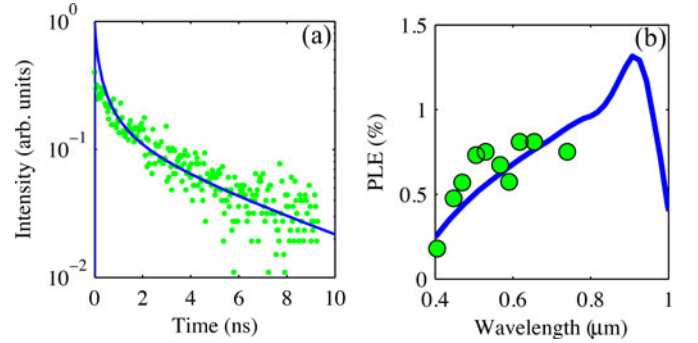 (a)
10^0
10^-1
10^-2
Intensity (arb. units)
0 2 4 6 8 10
Time (ns)
(b)
1.5
1
0.5
0
PLE (%)
0.4 0.6 0.8 1
Wavelength (μm)